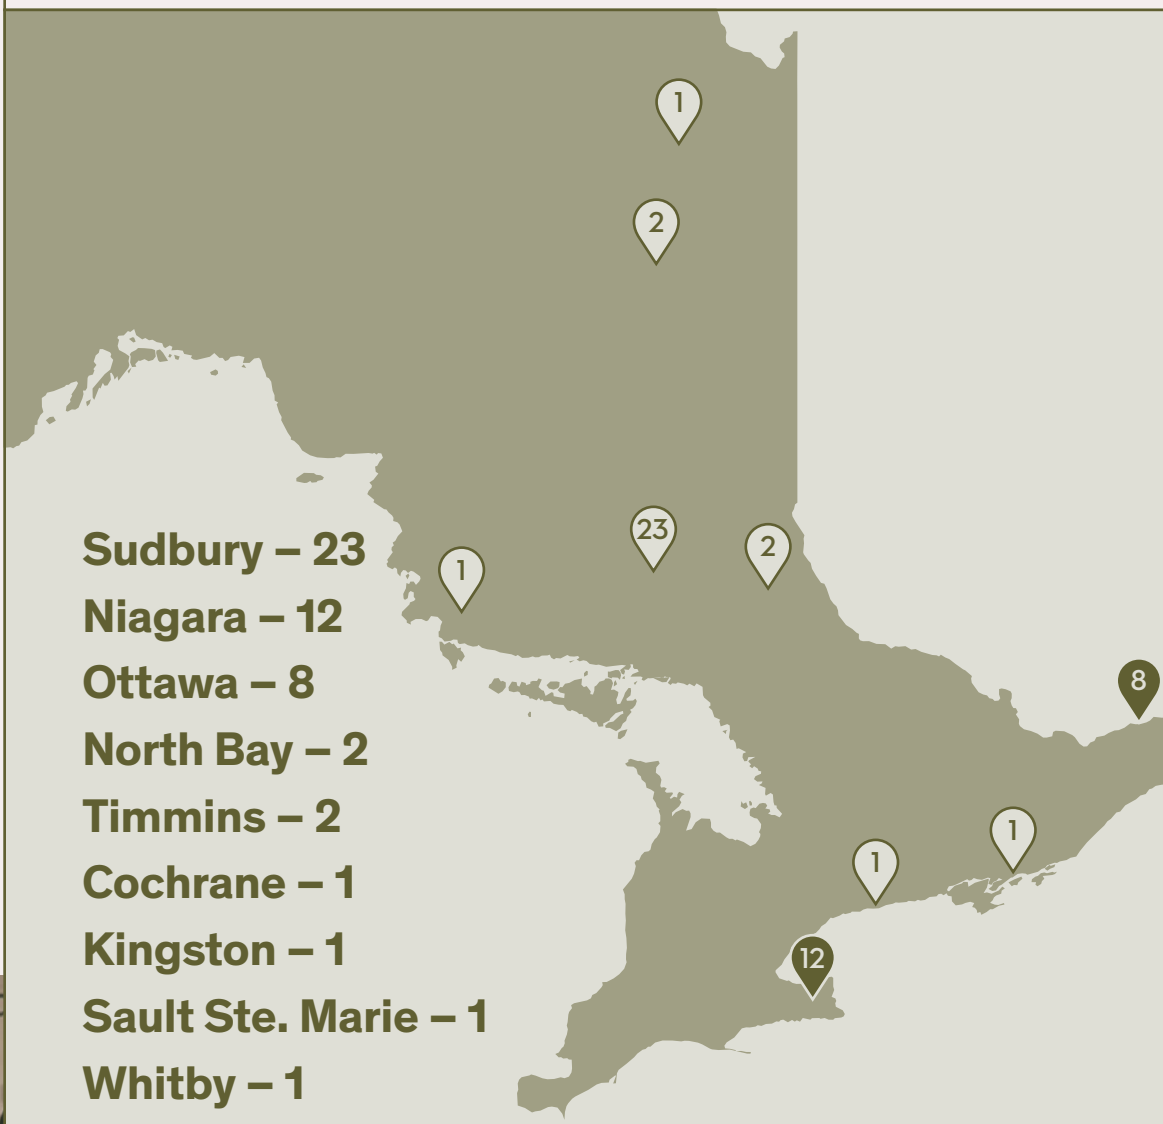 1
2
23
2
1
Sudbury – 23
Niagara – 12
Ottawa – 8
North Bay – 2
Timmins – 2
Cochrane – 1
Kingston – 1
Sault Ste. Marie – 1
Whitby – 1
8
1
1
12